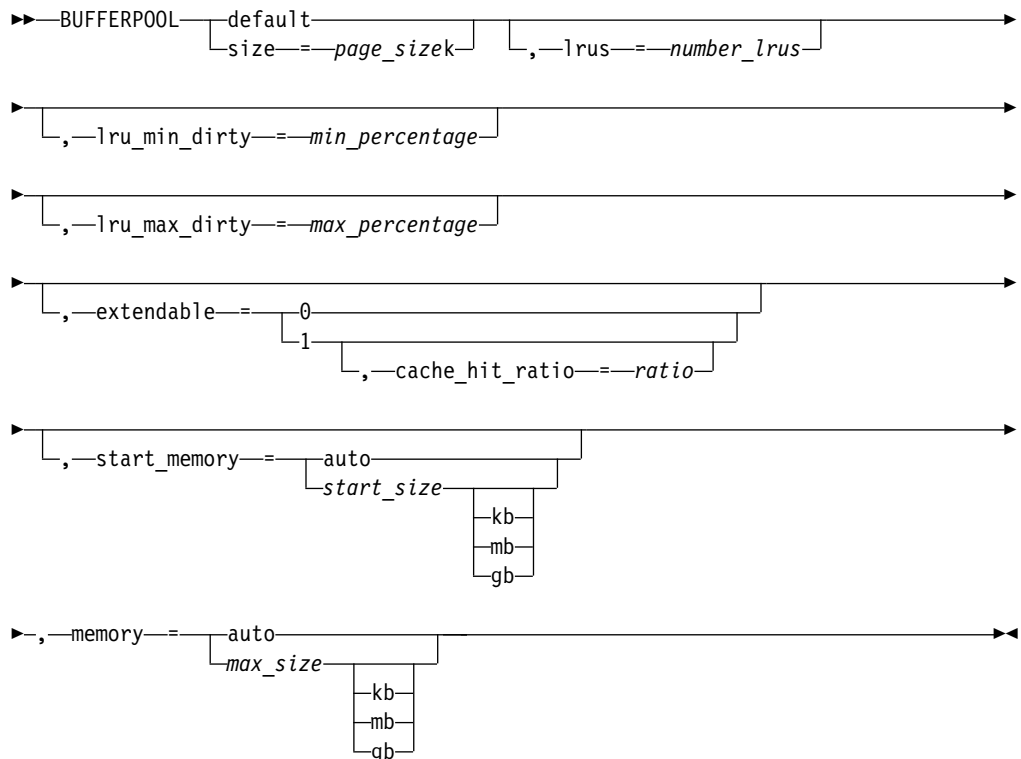 BUFFERPOOL default
size = page_sizek , lrus = number_lrus
, lru_min_dirty = min_percentage
, lru_max_dirty = max_percentage
, extendable = 0
1
, cache_hit_ratio = ratio
, start_memory = auto
start_size
kb
mb
gb
, memory = auto
max_size
kb
mb
gb